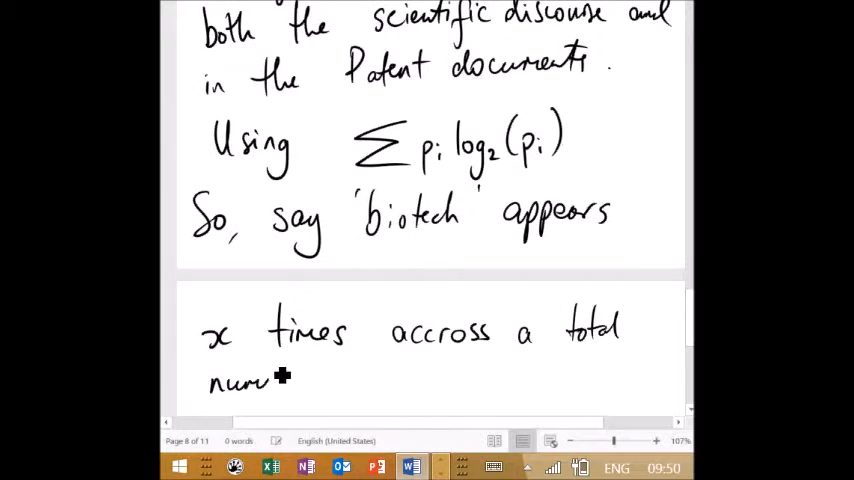 both the scientific discourse and
in the Patent documents.
Using ∑ pi log2 (pi)
So, say 'biotech' appears
x times accross a total
Page 8 of 11 0 words English (United States) 107%
ENG 09:50